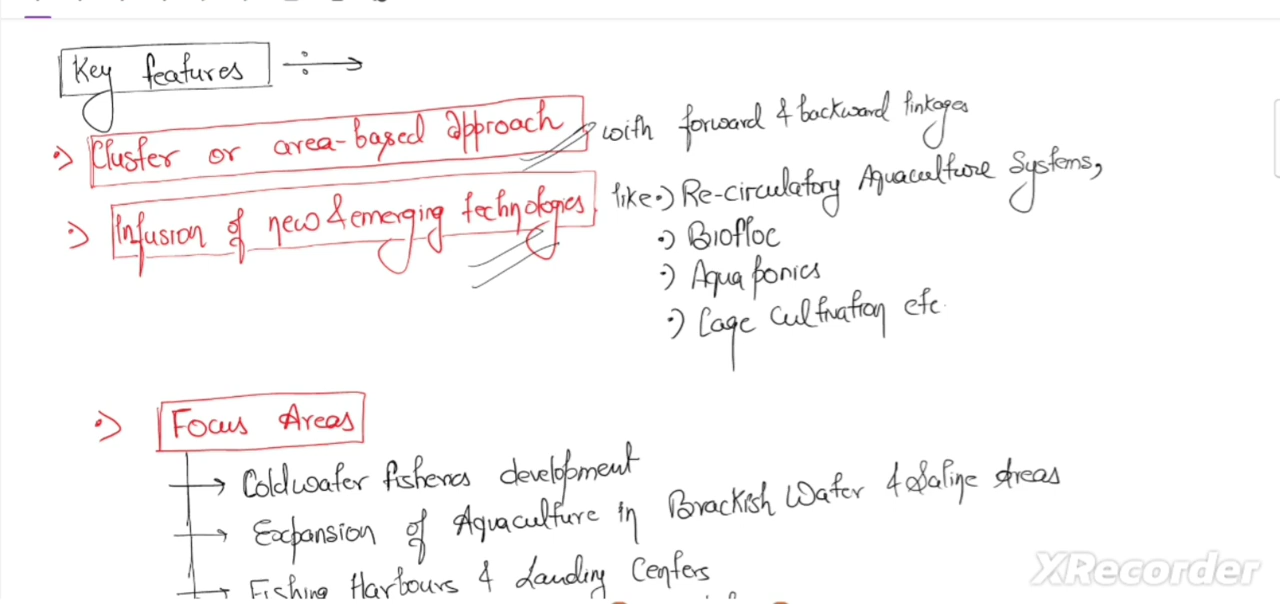 Key features ÷→
•) Cluster or area-based approach with forward & backward linkages
•) Infusion of new & emerging technologies like •) Re-circulatory Aquaculture Systems,
•) Biofloc
•) Aquaponics
•) Cage Cultivation etc.
•) Focus Areas
→ Coldwater fisheries development
→ Expansion of Aquaculture in Brackish Water & Saline Areas
→ Fishing Harbours & Landing Centers
XRecorder